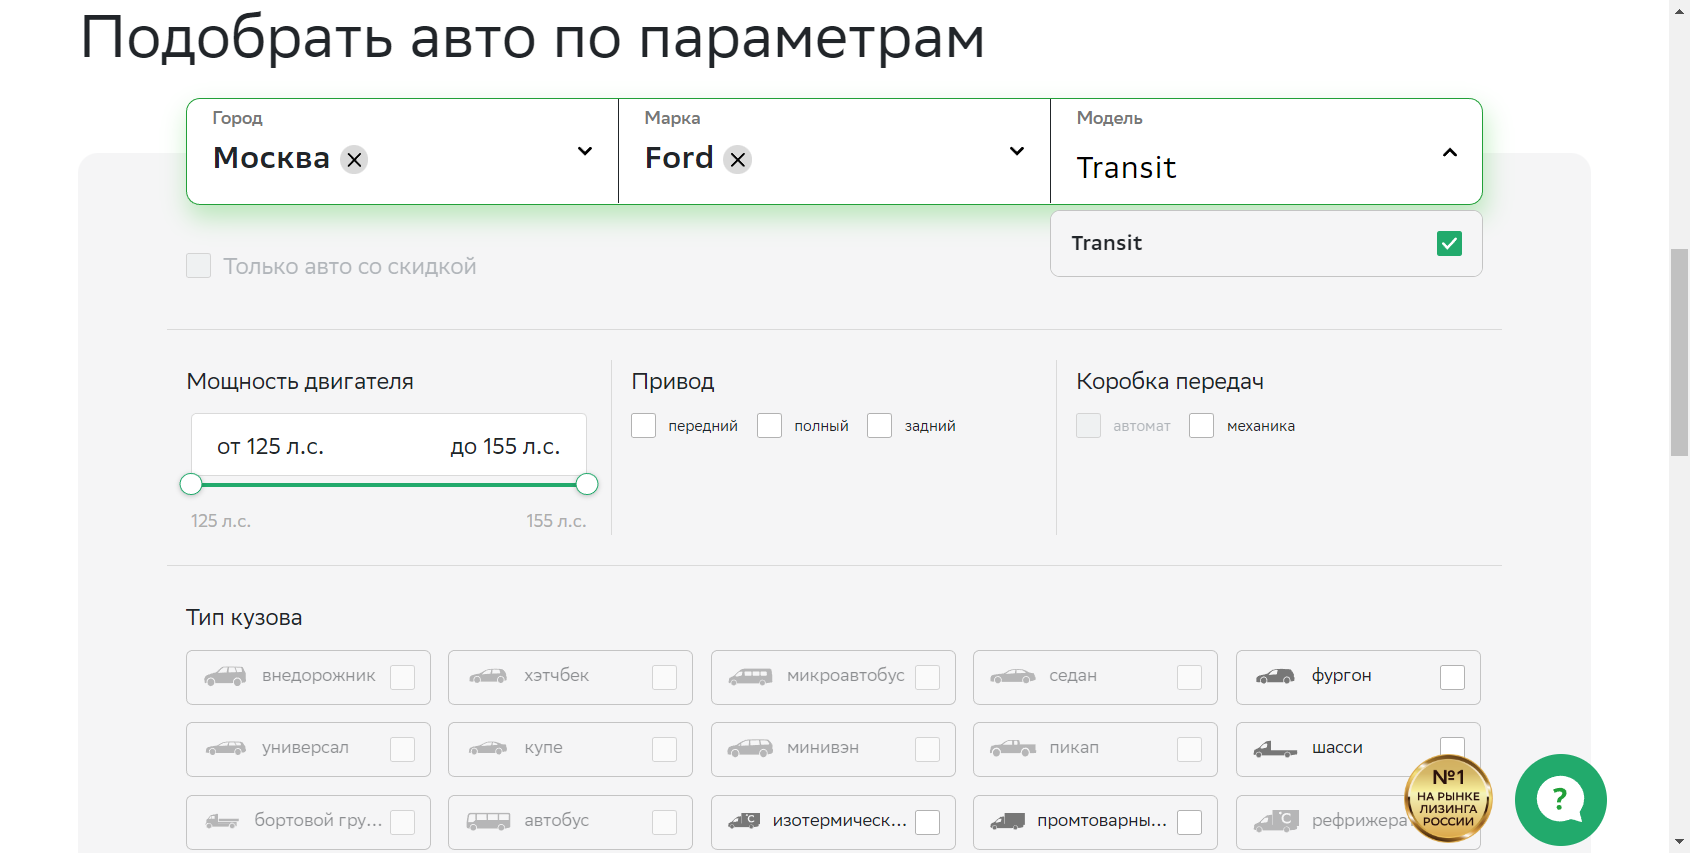 Подобрать авто по параметрам
Город
Марка
Модель
Москва
Ford
Transit
Transit
Только авто со скидкой
Мощность двигателя
Привод
Коробка передач
от 125 л.с.
до 155 л.с.
передний
полный
задний
автомат
механика
125 л.с.
155 л.с.
Тип кузова
внедорожник
хэтчбек
микроавтобус
седан
фургон
универсал
купе
минивэн
пикап
шасси
бортовой гру...
автобус
изотермическ...
промтоварны...
рефрижера
№1
НА РЫНКЕ
ЛИЗИНГА
РОССИИ
?